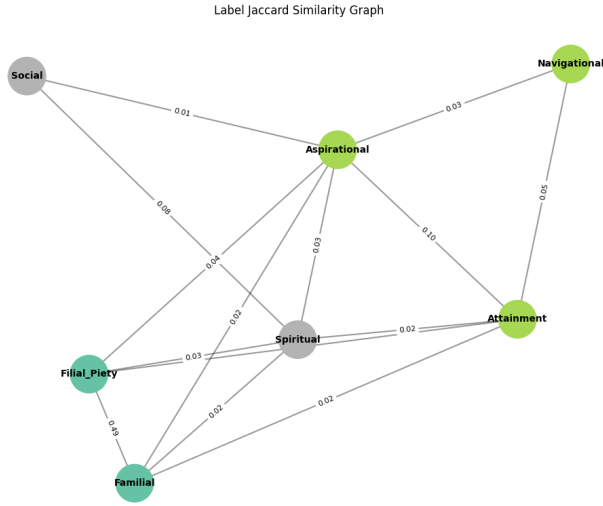 Label Jaccard Similarity Graph
Navigational
Social
0.03
0.01
Aspirational
0.05
0.08
0.10
0.03
0.04
0.02
Attainment
0.02
Spiritual
0.03
Filial_Piety
0.02
0.02
0.49
Familial